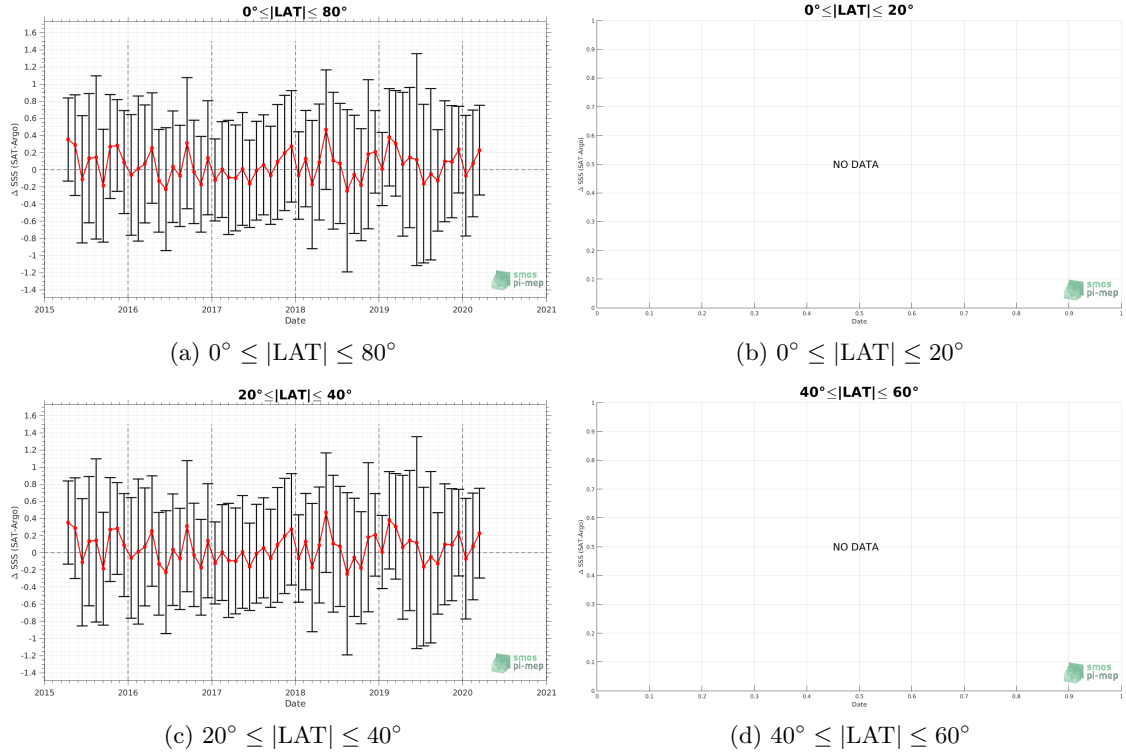 0°≤|LAT|≤ 80°
1.6
1.4
1.2
1
0.8
0.6
0.4
0.2
0
-0.2
-0.4
-0.6
-0.8
-1
-1.2
-1.4
Δ SSS (SAT-Argo)
2015 2016 2017 2018 2019 2020 2021
Date
smos
pi-mep
(a) 0° ≤ |LAT| ≤ 80°
0°≤|LAT|≤ 20°
1
0.9
0.8
0.7
0.6
0.5
0.4
0.3
0.2
0.1
0
Δ SSS (SAT-Argo)
NO DATA
0 0.1 0.2 0.3 0.4 0.5 0.6 0.7 0.8 0.9 1
Date
smos
pi-mep
(b) 0° ≤ |LAT| ≤ 20°
20°≤|LAT|≤ 40°
1.6
1.4
1.2
1
0.8
0.6
0.4
0.2
0
-0.2
-0.4
-0.6
-0.8
-1
-1.2
-1.4
Δ SSS (SAT-Argo)
2015 2016 2017 2018 2019 2020 2021
Date
smos
pi-mep
(c) 20° ≤ |LAT| ≤ 40°
40°≤|LAT|≤ 60°
1
0.9
0.8
0.7
0.6
0.5
0.4
0.3
0.2
0.1
0
Δ SSS (SAT-Argo)
NO DATA
0 0.1 0.2 0.3 0.4 0.5 0.6 0.7 0.8 0.9 1
Date
smos
pi-mep
(d) 40° ≤ |LAT| ≤ 60°